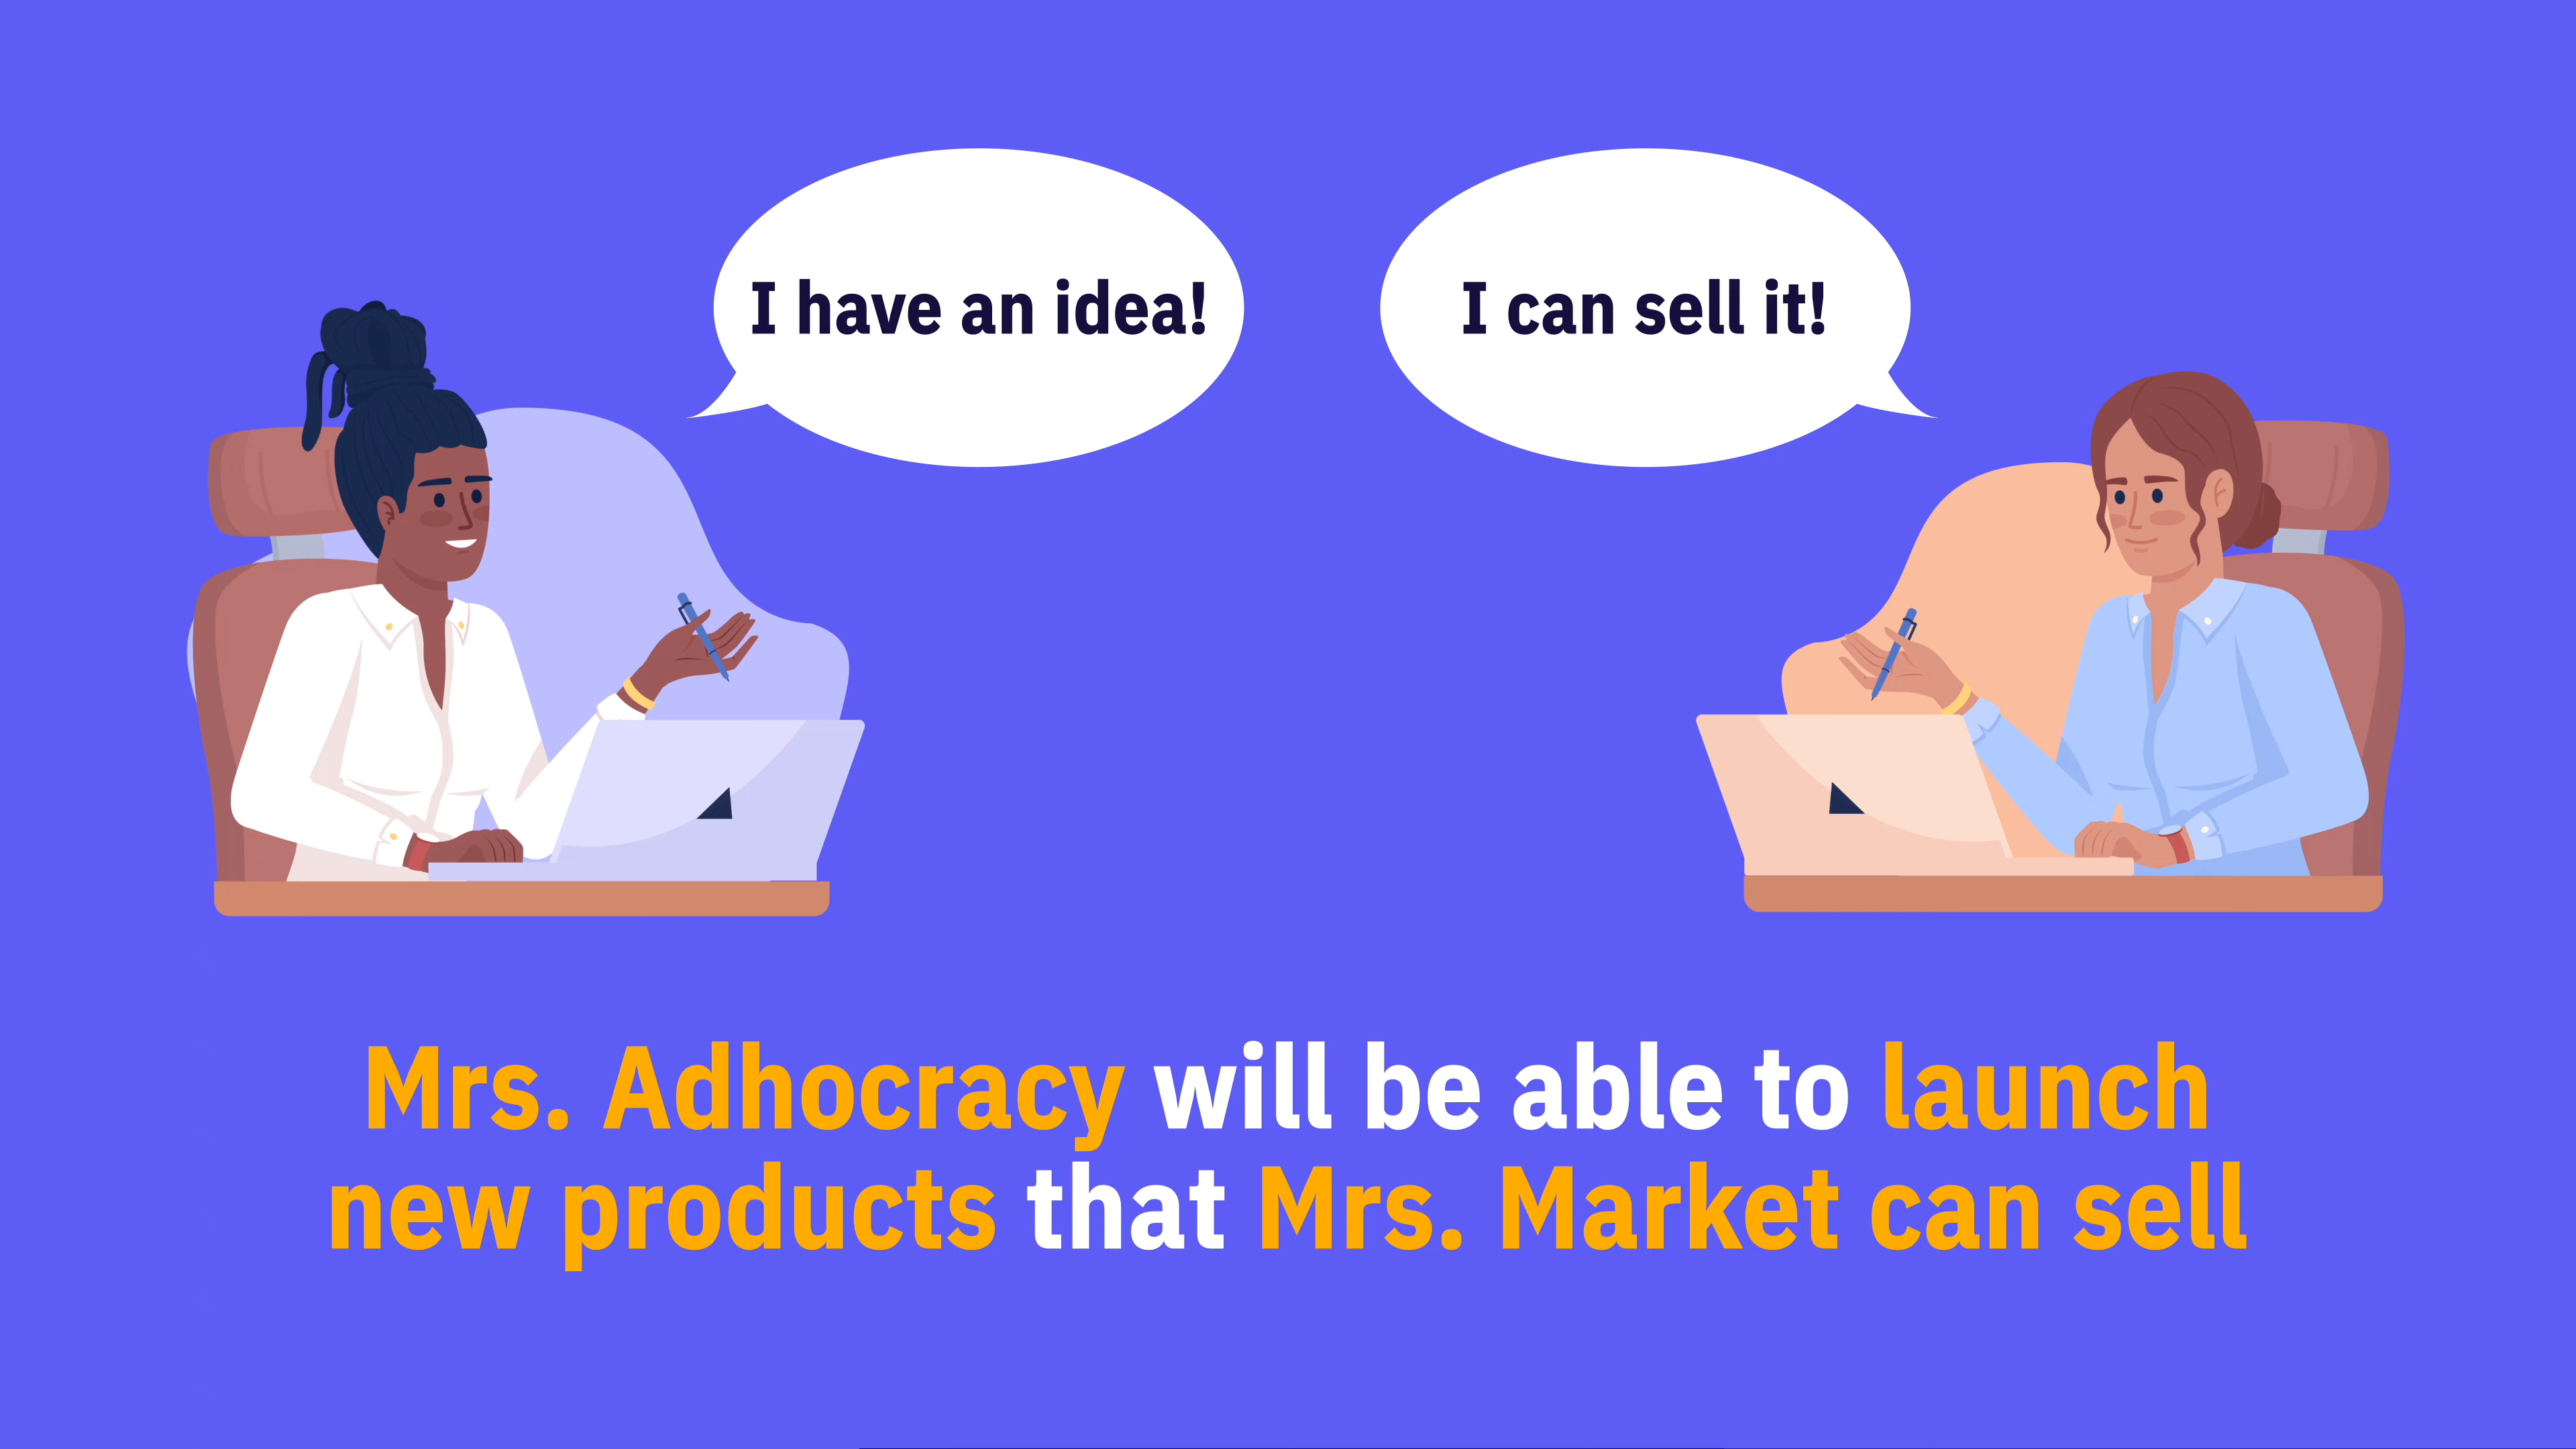 I have an idea!
I can sell it!
Mrs. Adhocracy will be able to launch
new products that Mrs. Market can sell